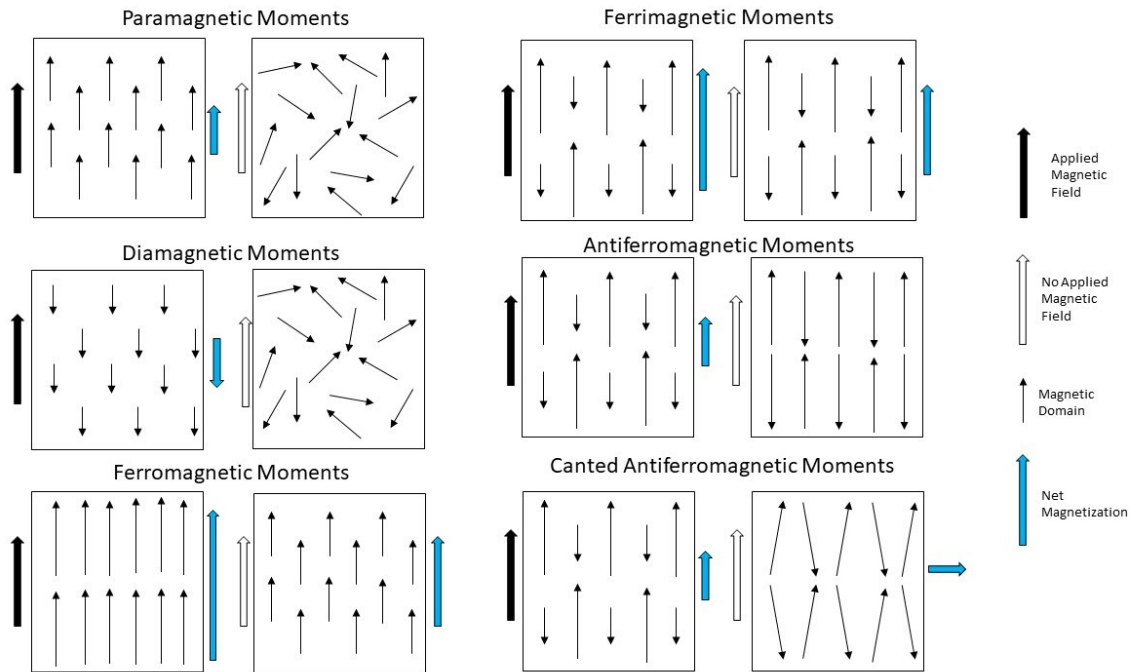 Paramagnetic Moments
Ferrimagnetic Moments
Diamagnetic Moments
Antiferromagnetic Moments
Ferromagnetic Moments
Canted Antiferromagnetic Moments
Applied
Magnetic
Field
No Applied
Magnetic
Field
Magnetic
Domain
Net
Magnetization